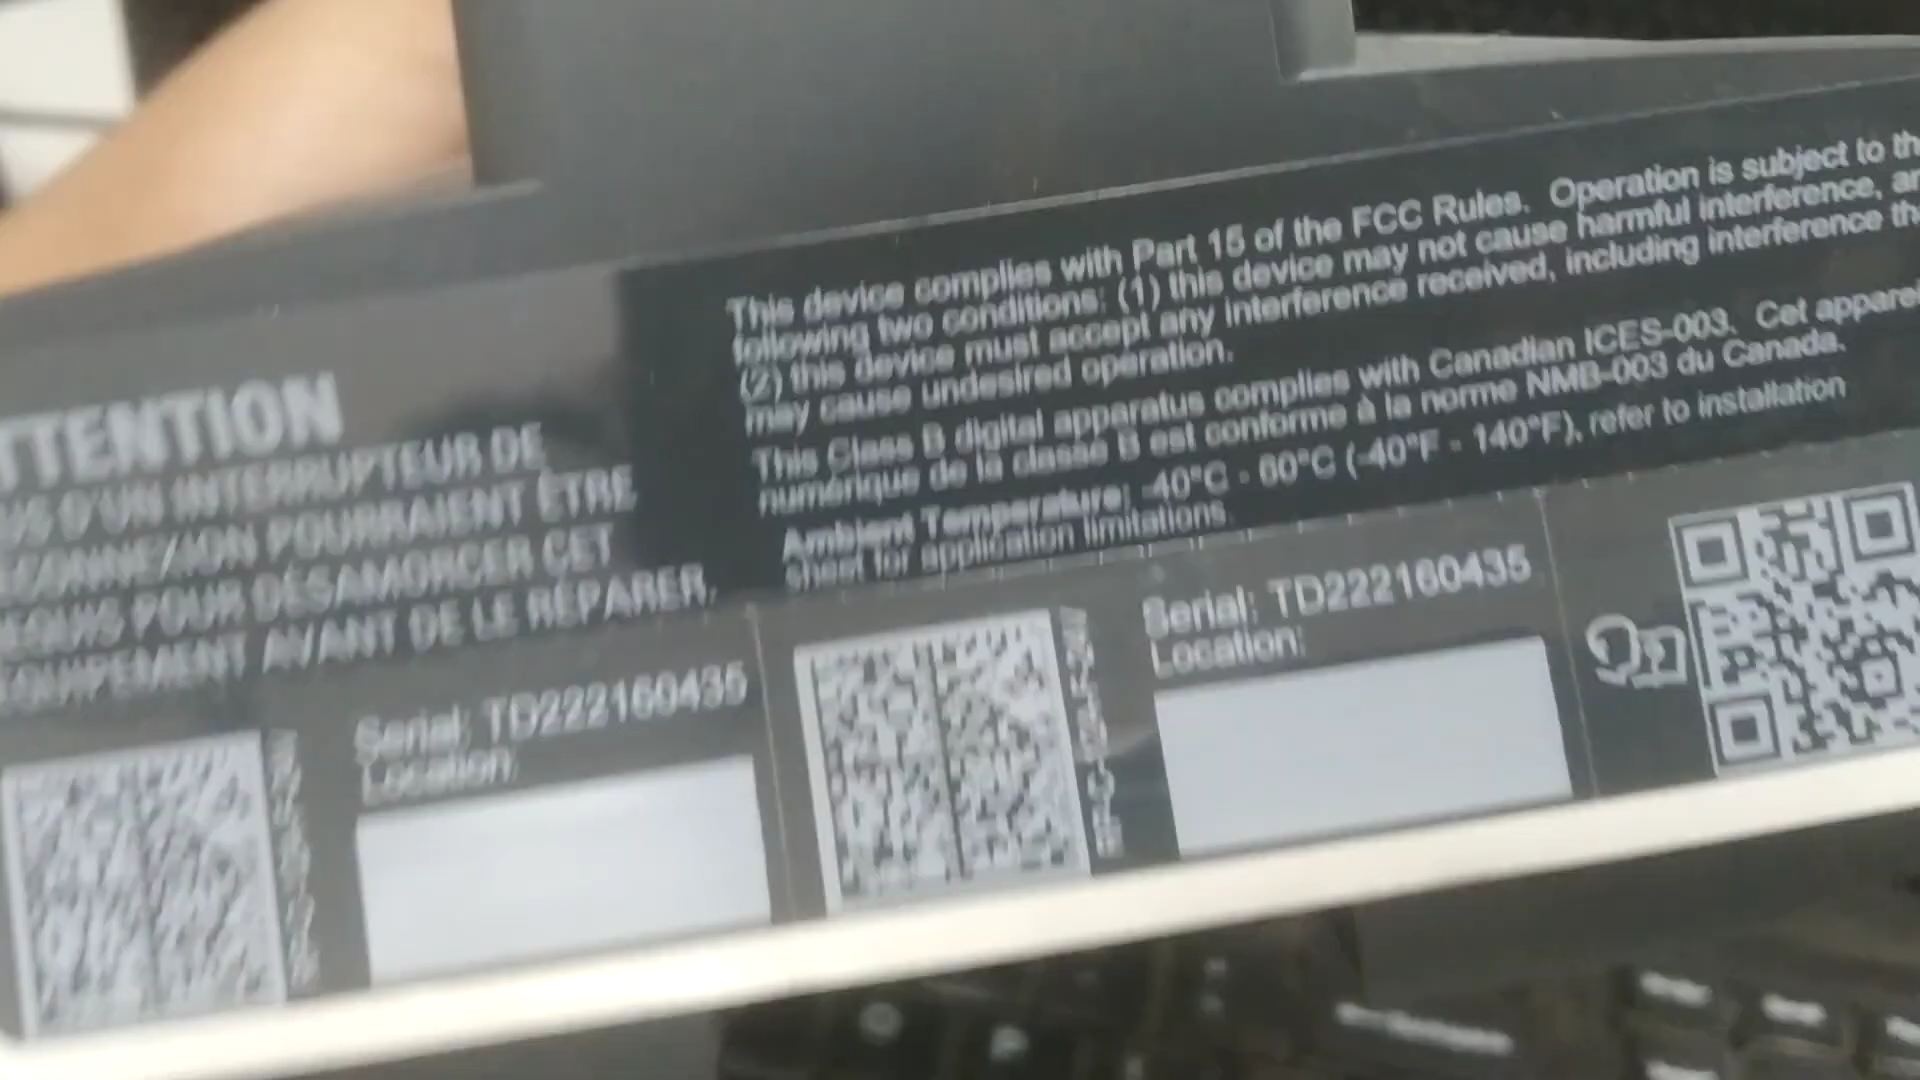 TTENTION
US D'UN INTERRUPTEUR DE
CONNEXION POURRAIENT ÊTRE
POUR DÉSAMORCER CET
QUIPEMENT AVANT DE LE RÉPARER.
This device complies with Part 15 of the FCC Rules. Operation is subject to th
following two conditions: (1) this device may not cause harmful interference, an
(2) this device must accept any interference received, including interference th
may cause undesired operation.
This Class B digital apparatus complies with Canadian ICES-003. Cet appareil
numérique de la classe B est conforme à la norme NMB-003 du Canada.
Ambient Temperature: -40°C - 60°C (-40°F - 140°F), refer to installation
sheet for application limitations.
Serial: TD222160435
Location:
Serial: TD222160435
Location: